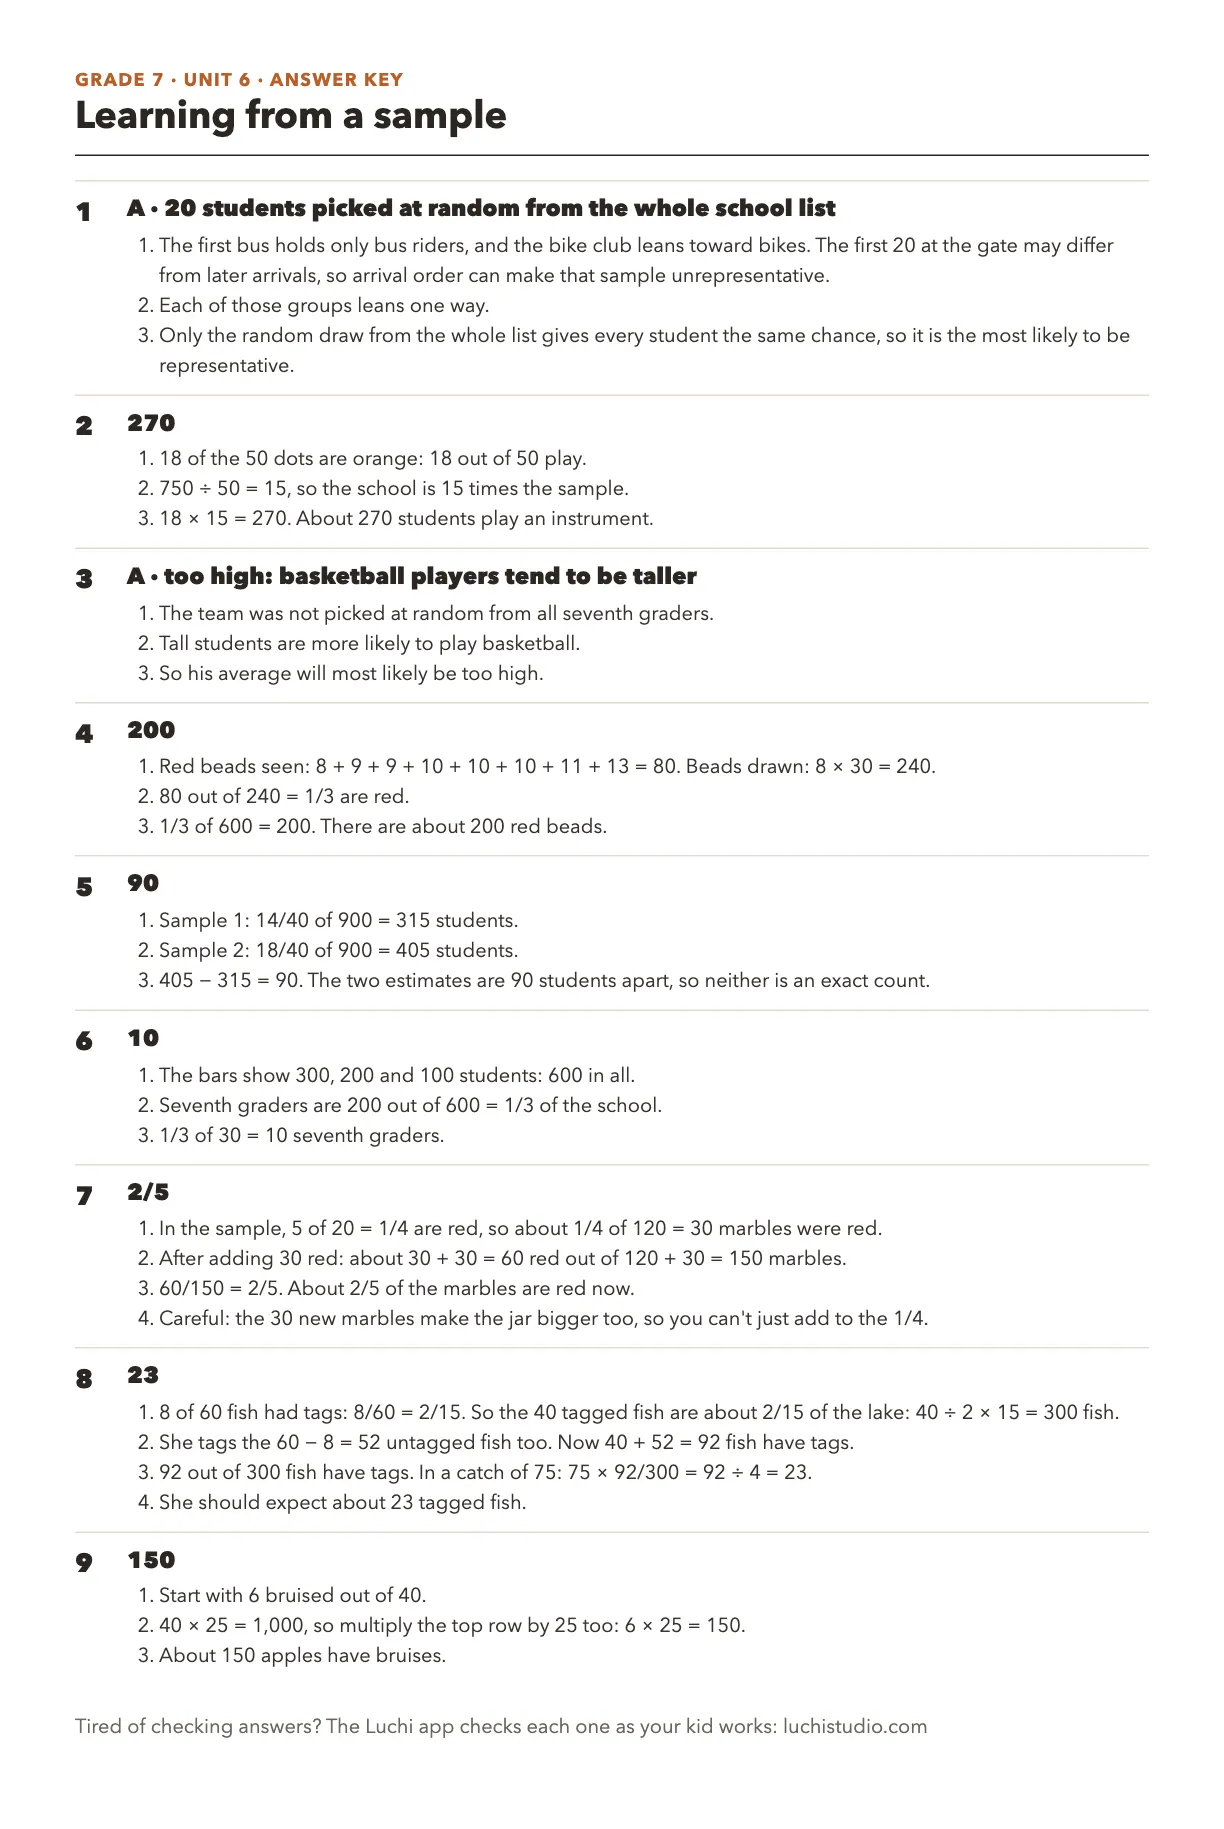 GRADE 7 · UNIT 6 · ANSWER KEY
Learning from a sample
1 A · 20 students picked at random from the whole school list
1. The first bus holds only bus riders, and the bike club leans toward bikes. The first 20 at the gate may differ
from later arrivals, so arrival order can make that sample unrepresentative.
2. Each of those groups leans one way.
3. Only the random draw from the whole list gives every student the same chance, so it is the most likely to be
representative.
2 270
1. 18 of the 50 dots are orange: 18 out of 50 play.
2. 750 ÷ 50 = 15, so the school is 15 times the sample.
3. 18 × 15 = 270. About 270 students play an instrument.
3 A · too high: basketball players tend to be taller
1. The team was not picked at random from all seventh graders.
2. Tall students are more likely to play basketball.
3. So his average will most likely be too high.
4 200
1. Red beads seen: 8 + 9 + 9 + 10 + 10 + 10 + 11 + 13 = 80. Beads drawn: 8 × 30 = 240.
2. 80 out of 240 = 1/3 are red.
3. 1/3 of 600 = 200. There are about 200 red beads.
5 90
1. Sample 1: 14/40 of 900 = 315 students.
2. Sample 2: 18/40 of 900 = 405 students.
3. 405 − 315 = 90. The two estimates are 90 students apart, so neither is an exact count.
6 10
1. The bars show 300, 200 and 100 students: 600 in all.
2. Seventh graders are 200 out of 600 = 1/3 of the school.
3. 1/3 of 30 = 10 seventh graders.
7 2/5
1. In the sample, 5 of 20 = 1/4 are red, so about 1/4 of 120 = 30 marbles were red.
2. After adding 30 red: about 30 + 30 = 60 red out of 120 + 30 = 150 marbles.
3. 60/150 = 2/5. About 2/5 of the marbles are red now.
4. Careful: the 30 new marbles make the jar bigger too, so you can't just add to the 1/4.
8 23
1. 8 of 60 fish had tags: 8/60 = 2/15. So the 40 tagged fish are about 2/15 of the lake: 40 ÷ 2 × 15 = 300 fish.
2. She tags the 60 − 8 = 52 untagged fish too. Now 40 + 52 = 92 fish have tags.
3. 92 out of 300 fish have tags. In a catch of 75: 75 × 92/300 = 92 ÷ 4 = 23.
4. She should expect about 23 tagged fish.
9 150
1. Start with 6 bruised out of 40.
2. 40 × 25 = 1,000, so multiply the top row by 25 too: 6 × 25 = 150.
3. About 150 apples have bruises.
Tired of checking answers? The Luchi app checks each one as your kid works: luchistudio.com